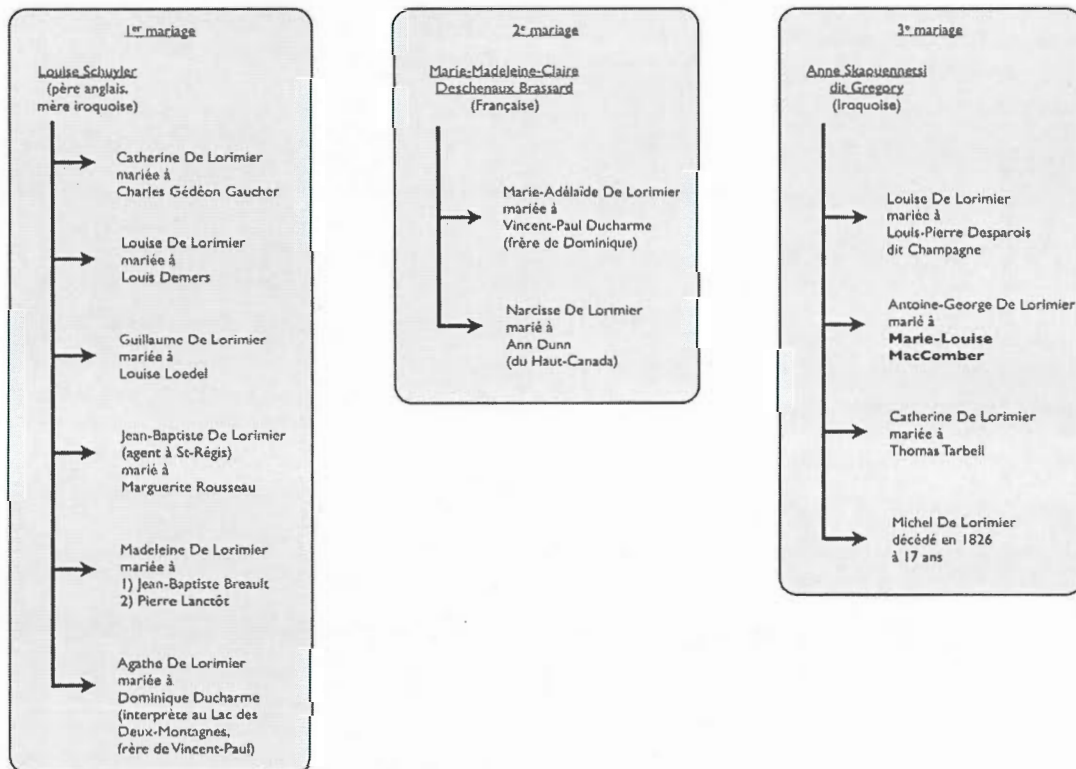 1er mariage
Louise Schuyler
(père anglais,
mère iroquoise)
Catherine De Lorimier
mariée à
Charles Gédéon Gaucher
Louise De Lorimier
mariée à
Louis Demers
Guillaume De Lorimier
mariée à
Louise Loedel
Jean-Baptiste De Lorimier
(agent à St-Régis)
marié à
Marguerite Rousseau
Madeleine De Lorimier
mariée à
1) Jean-Baptiste Breault
2) Pierre Lanctôt
Agathe De Lorimier
mariée à
Dominique Ducharme
(interprète au Lac des
Deux-Montagnes,
frère de Vincent-Paul)
2e mariage
Marie-Madeleine-Claire
Deschenaux Brassard
(Française)
Marie-Adélaïde De Lorimier
mariée à
Vincent-Paul Ducharme
(frère de Dominique)
Narcisse De Lorimier
marié à
Ann Dunn
(du Haut-Canada)
3e mariage
Anne Skaouennetsi
dit Gregory
(Iroquoise)
Louise De Lorimier
mariée à
Louis-Pierre Desparois
dit Champagne
Antoine-George De Lorimier
marié à
Marie-Louise
MacComber
Catherine De Lorimier
mariée à
Thomas Tarbell
Michel De Lorimier
décédé en 1826
à 17 ans